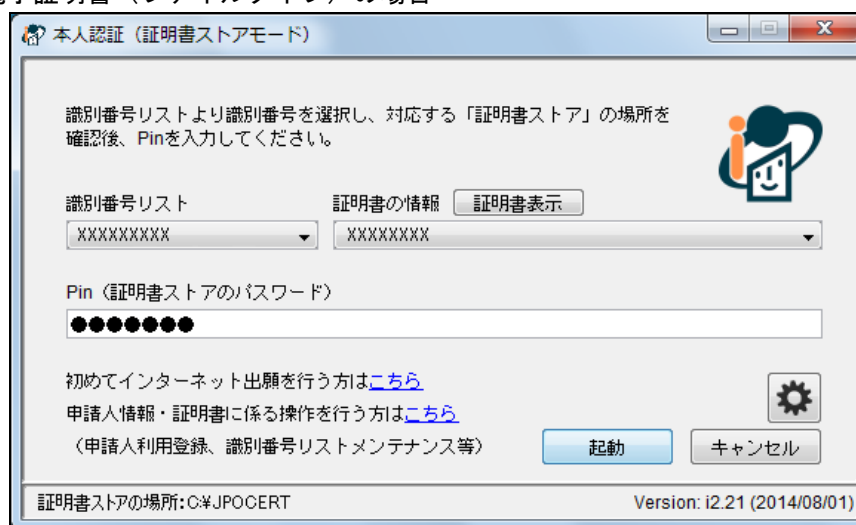 電子証明書（ファイルタイプ）の場合
本人認証（証明書ストアモード）
識別番号リストより識別番号を選択し、対応する「証明書ストア」の場所を
確認後、Pinを入力してください。
識別番号リスト
証明書の情報 証明書表示
XXXXXXXXX
XXXXXXXX
Pin（証明書ストアのパスワード）
●●●●●●●
初めてインターネット出願を行う方はこちら
申請人情報・証明書に係る操作を行う方はこちら
（申請人利用登録、識別番号リストメンテナンス等）
起動 キャンセル
証明書ストアの場所:C:¥JPOCERT
Version: i2.21 (2014/08/01)